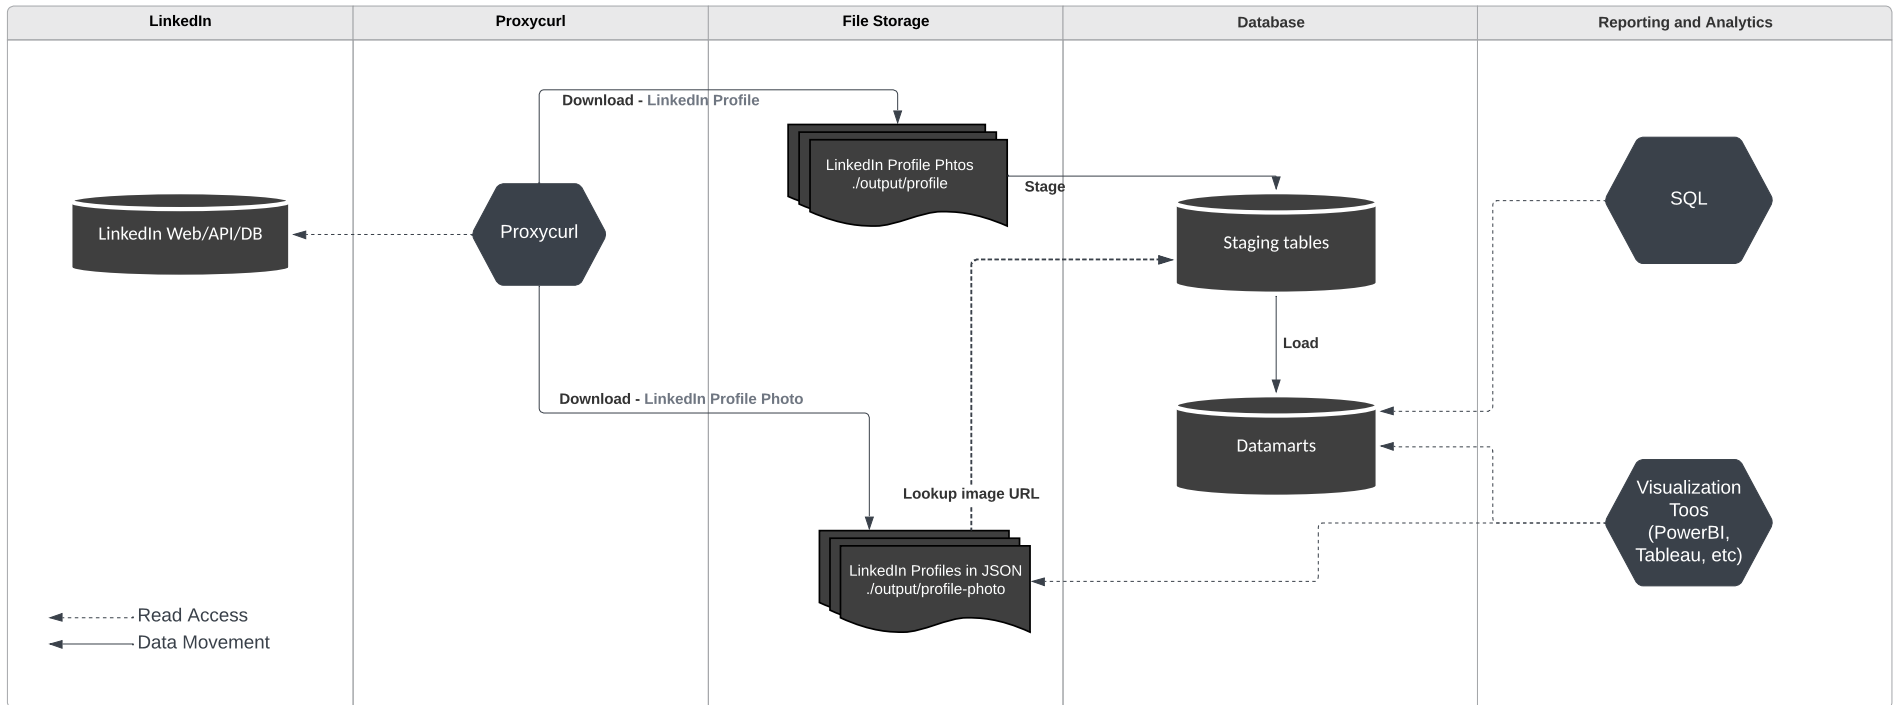 LinkedIn
Proxycurl
File Storage
Database
Reporting and Analytics
Download - LinkedIn Profile
LinkedIn Profile Phtos
./output/profile
Stage
LinkedIn Web/API/DB
Proxycurl
Staging tables
SQL
Load
Download - LinkedIn Profile Photo
Datamarts
Lookup image URL
Visualization
Toos
(PowerBI,
Tableau, etc)
LinkedIn Profiles in JSON
./output/profile-photo
Read Access
Data Movement